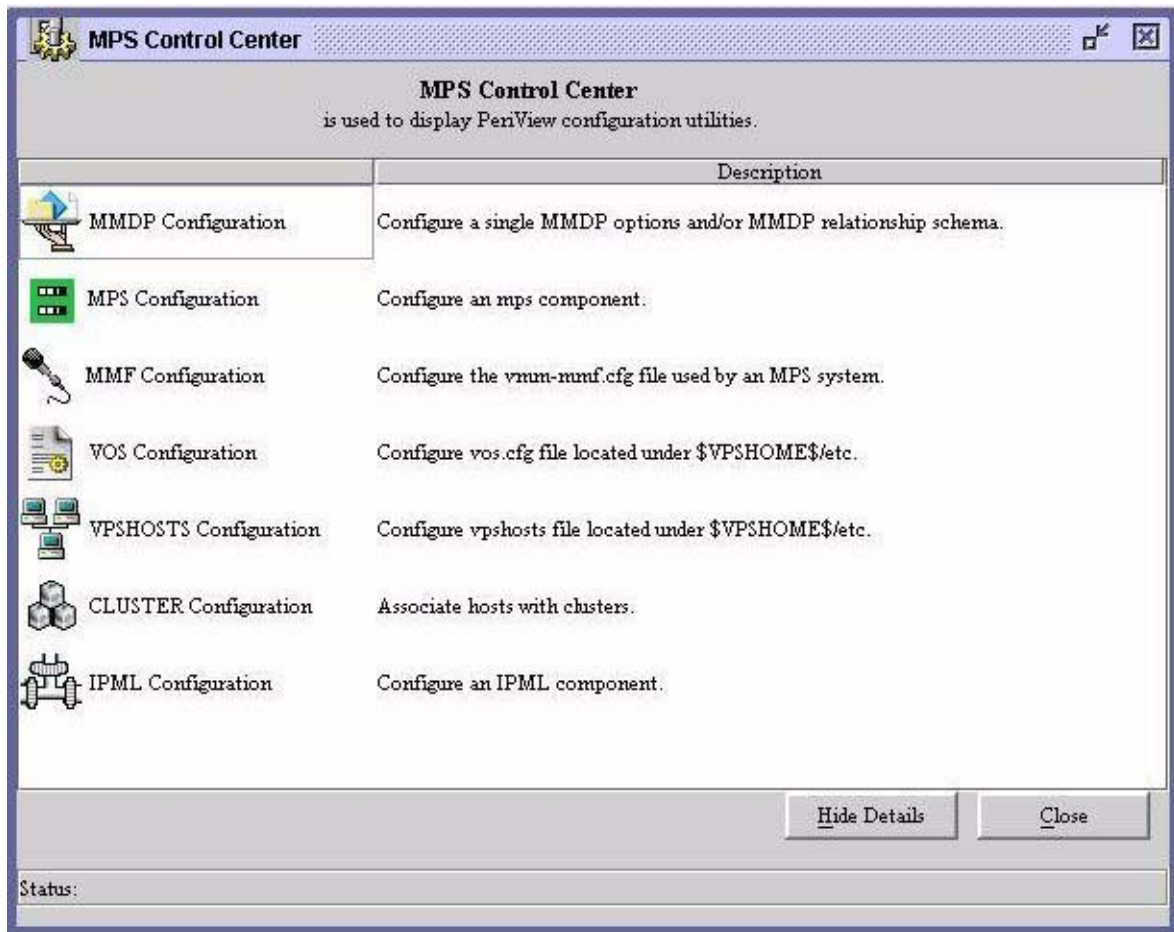 MPS Control Center
MPS Control Center
is used to display PeriView configuration utilities.
Description
MMDP Configuration Configure a single MMDP options and/or MMDP relationship schema.
MPS Configuration Configure an mps component.
MMF Configuration Configure the vmm-mmf.cfg file used by an MPS system.
VOS Configuration Configure vos.cfg file located under $VPSHOME$/etc.
VPSHOSTS Configuration Configure vpshosts file located under $VPSHOME$/etc.
CLUSTER Configuration Associate hosts with clusters.
IPML Configuration Configure an IPML component.
Hide Details Close
Status: